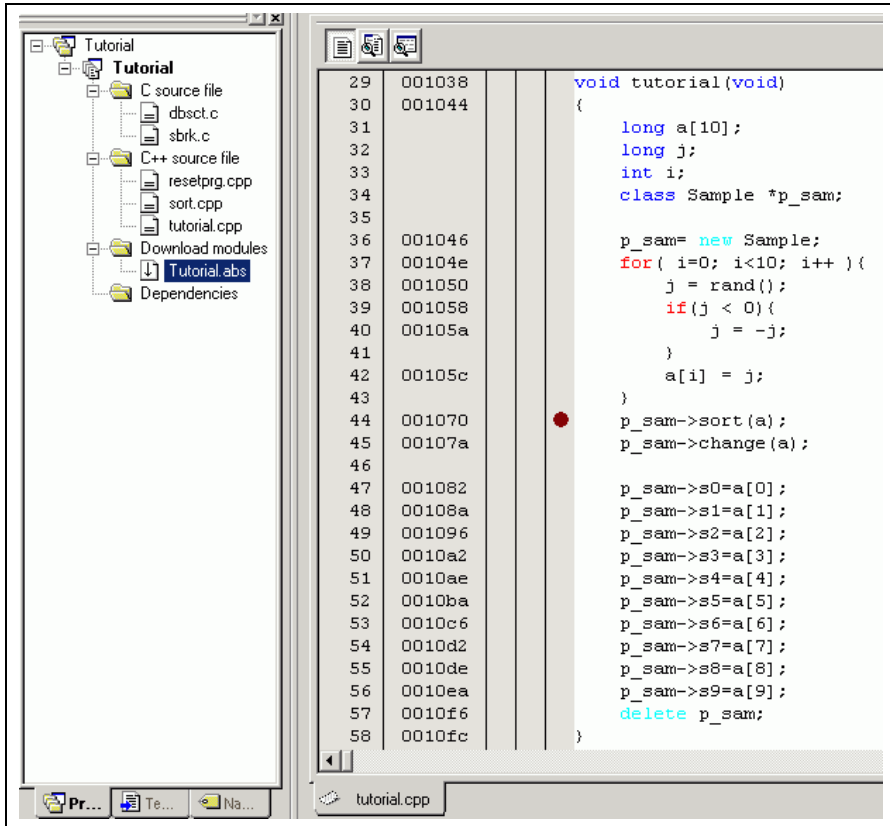 Tutorial
Tutorial
C source file
dbsct.c
sbrk.c
C++ source file
resetprg.cpp
sort.cpp
tutorial.cpp
Download modules
Tutorial.abs
Dependencies
Pr...
Te...
Na...
29 001038 void tutorial(void)
30 001044 {
31 long a[10];
32 long j;
33 int i;
34 class Sample *p_sam;
35
36 001046 p_sam= new Sample;
37 00104e for( i=0; i<10; i++ ){
38 001050 j = rand();
39 001058 if(j < 0){
40 00105a j = -j;
41 }
42 00105c a[i] = j;
43 }
44 001070 p_sam->sort(a);
45 00107a p_sam->change(a);
46
47 001082 p_sam->s0=a[0];
48 00108a p_sam->s1=a[1];
49 001096 p_sam->s2=a[2];
50 0010a2 p_sam->s3=a[3];
51 0010ae p_sam->s4=a[4];
52 0010ba p_sam->s5=a[5];
53 0010c6 p_sam->s6=a[6];
54 0010d2 p_sam->s7=a[7];
55 0010de p_sam->s8=a[8];
56 0010ea p_sam->s9=a[9];
57 0010f6 delete p_sam;
58 0010fc }
tutorial.cpp